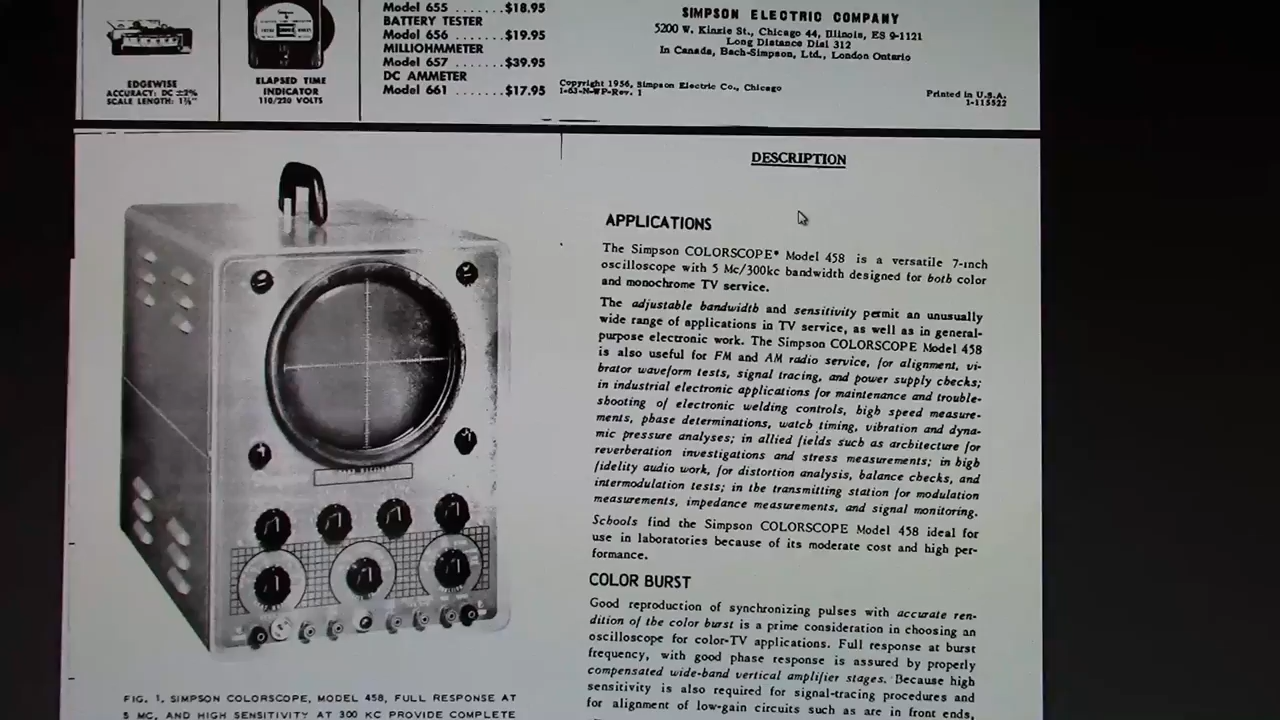 EDGEWISE
ACCURACY: DC ±2%
SCALE LENGTH: 1⅛"
ELAPSED TIME
INDICATOR
110/220 VOLTS
Model 655 .......$18.95
BATTERY TESTER
Model 656 .......$19.95
MILLIOHMMETER
Model 657 .......$39.95
DC AMMETER
Model 661 .......$17.95
SIMPSON ELECTRIC COMPANY
5200 W. Kinzie St., Chicago 44, Illinois, ES 9-1121
Long Distance Dial 312
In Canada, Bach-Simpson, Ltd., London Ontario
Copyright 1956, Simpson Electric Co., Chicago
1-63-N-WP-Rev. 1
Printed in U.S.A.
1-115522
FIG. 1, SIMPSON COLORSCOPE, MODEL 458, FULL RESPONSE AT
5 MC, AND HIGH SENSITIVITY AT 300 KC PROVIDE COMPLETE
DESCRIPTION
APPLICATIONS
The Simpson COLORSCOPE* Model 458 is a versatile 7-inch
oscilloscope with 5 Mc/300kc bandwidth designed for both color
and monochrome TV service.
The adjustable bandwidth and sensitivity permit an unusually
wide range of applications in TV service, as well as in general-
purpose electronic work. The Simpson COLORSCOPE Model 458
is also useful for FM and AM radio service, for alignment, vi-
brator waveform tests, signal tracing, and power supply checks;
in industrial electronic applications for maintenance and trouble-
shooting of electronic welding controls, high speed measure-
ments, phase determinations, watch timing, vibration and dyna-
mic pressure analyses; in allied fields such as architecture for
reverberation investigations and stress measurements; in high
fidelity audio work, for distortion analysis, balance checks, and
intermodulation tests; in the transmitting station for modulation
measurements, impedance measurements, and signal monitoring.
Schools find the Simpson COLORSCOPE Model 458 ideal for
use in laboratories because of its moderate cost and high per-
formance.
COLOR BURST
Good reproduction of synchronizing pulses with accurate ren-
dition of the color burst is a prime consideration in choosing an
oscilloscope for color-TV applications. Full response at burst
frequency, with good phase response is assured by properly
compensated wide-band vertical amplifier stages. Because high
sensitivity is also required for signal-tracing procedures and
for alignment of low-gain circuits such as are in front ends,